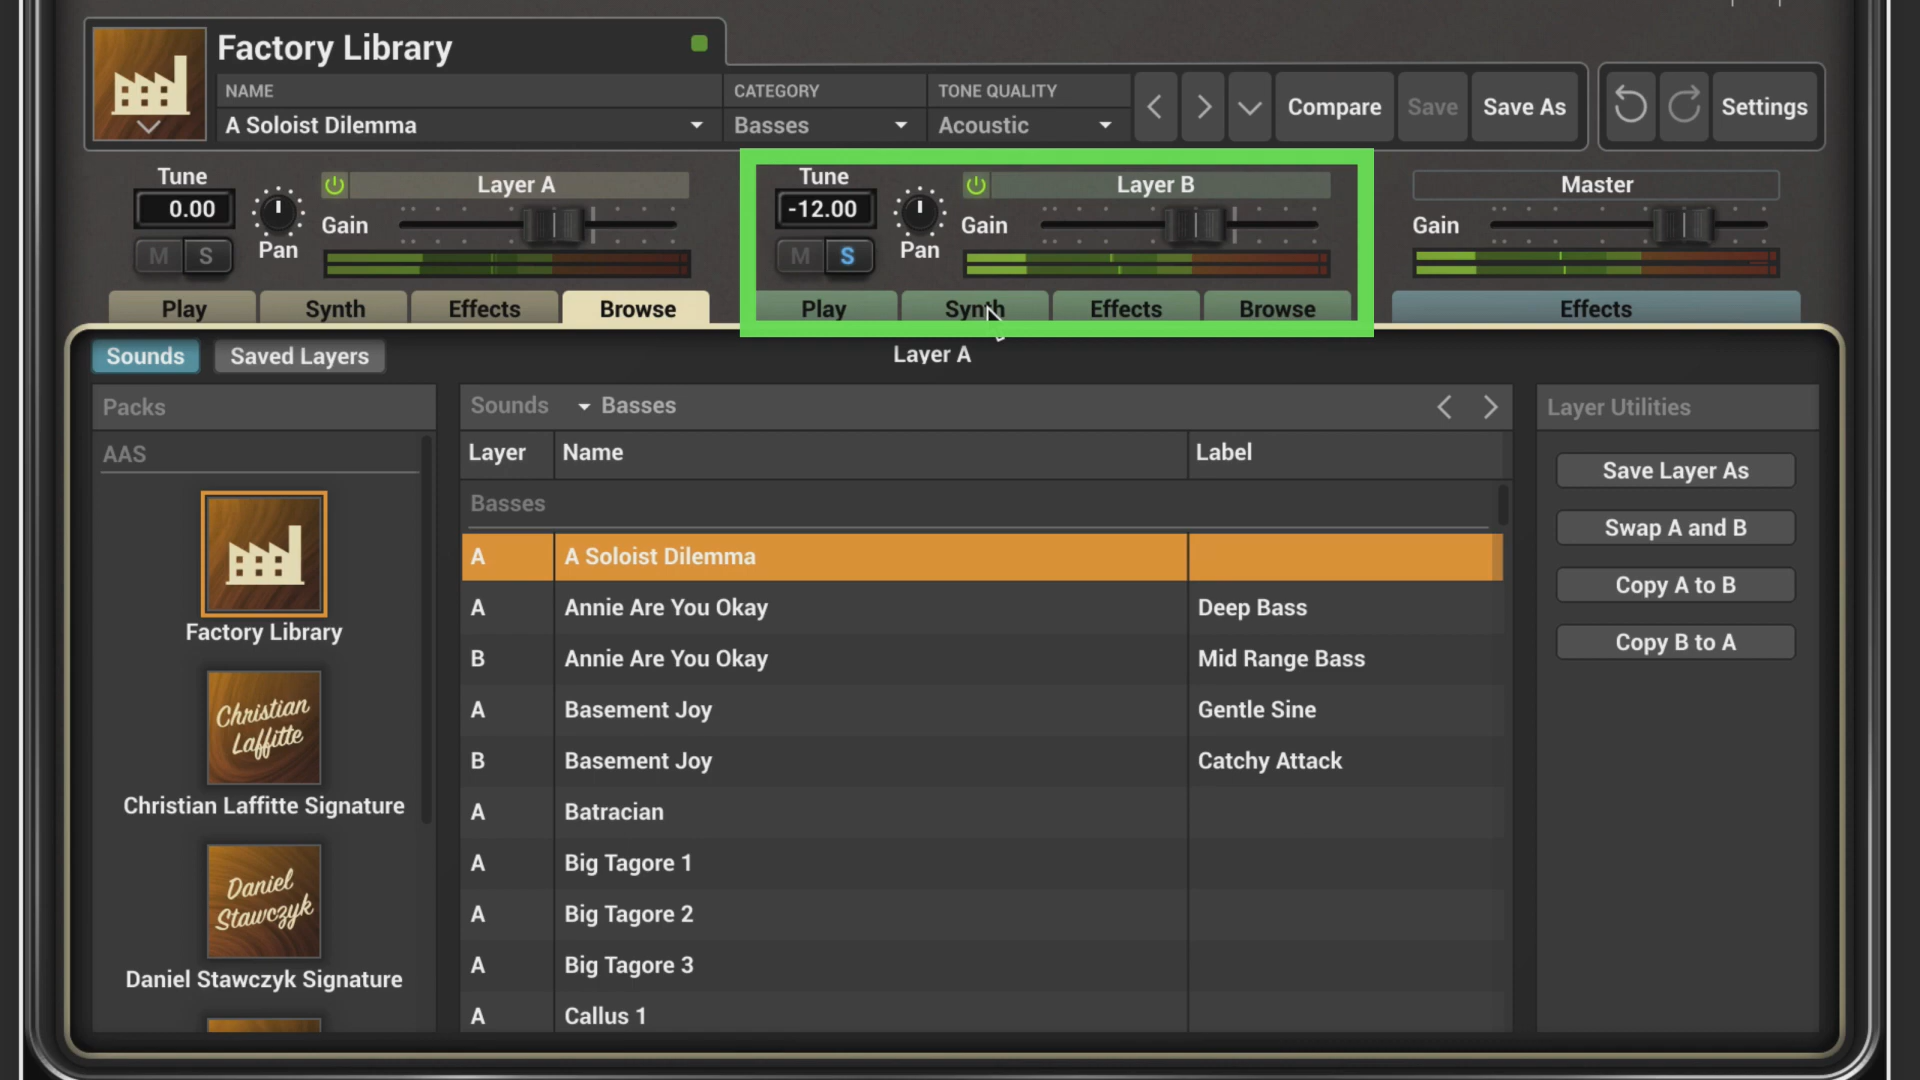 Factory Library
NAME
A Soloist Dilemma
CATEGORY
Basses
TONE QUALITY
Acoustic
Compare
Save
Save As
Settings
Tune
0.00
M
S
Pan
Layer A
Gain
Play
Synth
Effects
Browse
Tune
-12.00
M
S
Pan
Layer B
Gain
Play
Synth
Effects
Browse
Master
Gain
Effects
Sounds
Saved Layers
Layer A
Packs
AAS
Factory Library
Christian
Laffitte
Christian Laffitte Signature
Daniel
Stawczyk
Daniel Stawczyk Signature
Sounds
Basses
Layer
Name
Label
Basses
A
A Soloist Dilemma
A
Annie Are You Okay
Deep Bass
B
Annie Are You Okay
Mid Range Bass
A
Basement Joy
Gentle Sine
B
Basement Joy
Catchy Attack
A
Batracian
A
Big Tagore 1
A
Big Tagore 2
A
Big Tagore 3
A
Callus 1
Layer Utilities
Save Layer As
Swap A and B
Copy A to B
Copy B to A